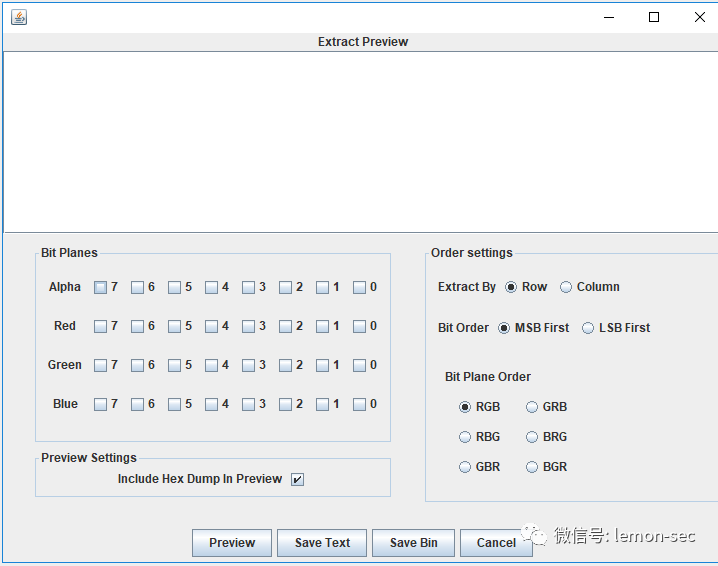 Extract Preview
Bit Planes
Alpha 7 6 5 4 3 2 1 0
Red 7 6 5 4 3 2 1 0
Green 7 6 5 4 3 2 1 0
Blue 7 6 5 4 3 2 1 0
Preview Settings
Include Hex Dump In Preview
Order settings
Extract By Row Column
Bit Order MSB First LSB First
Bit Plane Order
RGB GRB
RBG BRG
GBR BGR
Preview Save Text Save Bin Cancel
微信号: lemon-sec